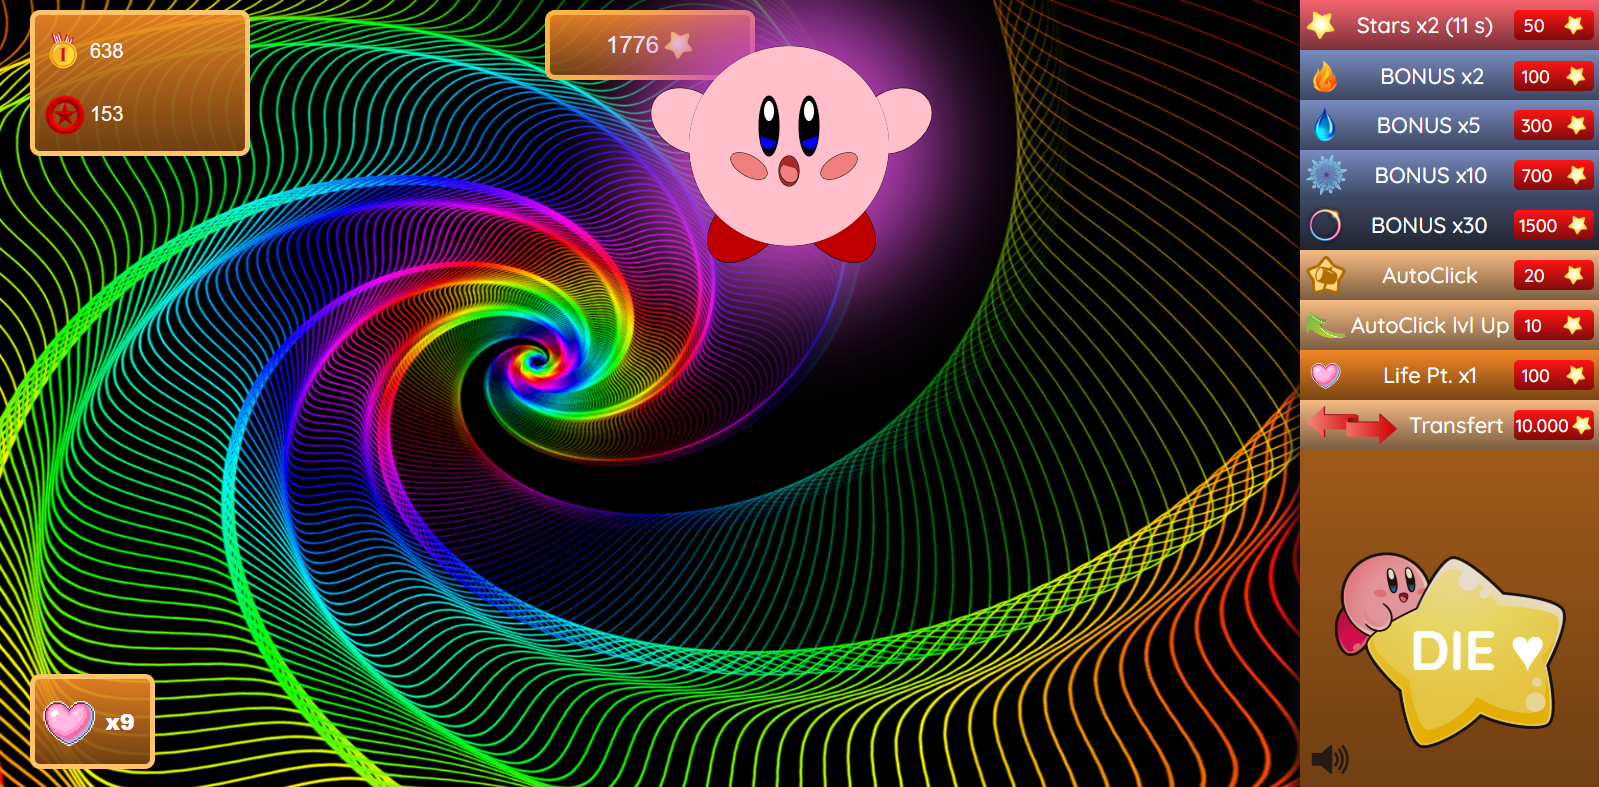 1
638
153
1776
Stars x2 (11 s) 50
BONUS x2 100
BONUS x5 300
BONUS x10 700
BONUS x30 1500
AutoClick 20
AutoClick lvl Up 10
Life Pt. x1 100
Transfert 10.000
DIE ♥
x9